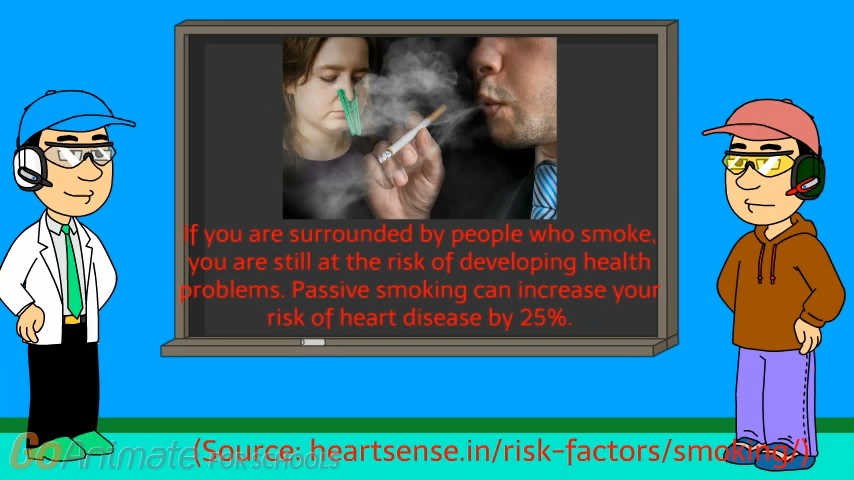 If you are surrounded by people who smoke,
you are still at the risk of developing health
problems. Passive smoking can increase your
risk of heart disease by 25%.
(Source: heartsense.in/risk-factors/smoking/)
GoAnimate FOR SCHOOLS